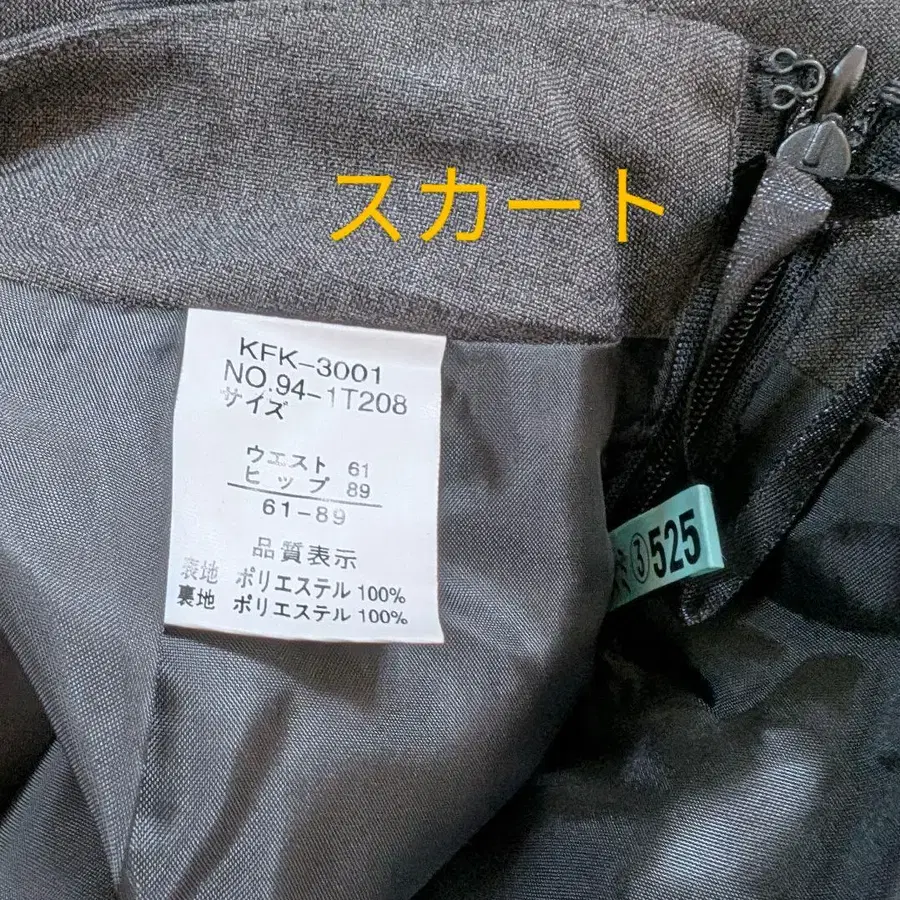 スカート
KFK-3001
NO.94-1T208
サイズ
ウエスト 61
ヒップ 89
61-89
品質表示
表地 ポリエステル 100%
裏地 ポリエステル 100%
③525